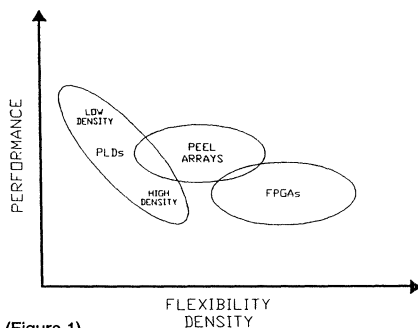 PERFORMANCE
LOW
DENSITY
PLDs
HIGH
DENSITY
PEEL
ARRAYS
FPGAs
FLEXIBILITY
DENSITY
(Figure 1)